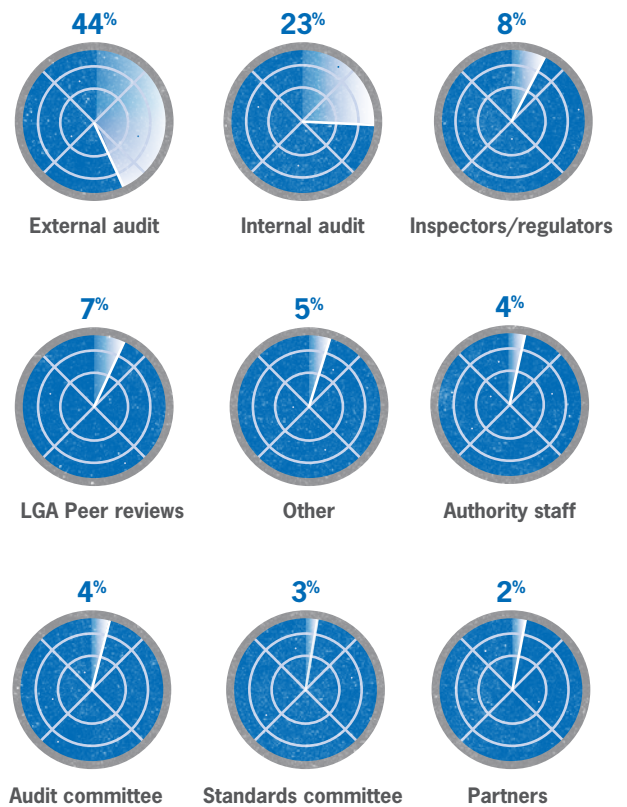 44%
23%
8%
External audit
Internal audit
Inspectors/regulators
7%
5%
4%
LGA Peer reviews
Other
Authority staff
4%
3%
2%
Audit committee
Standards committee
Partners